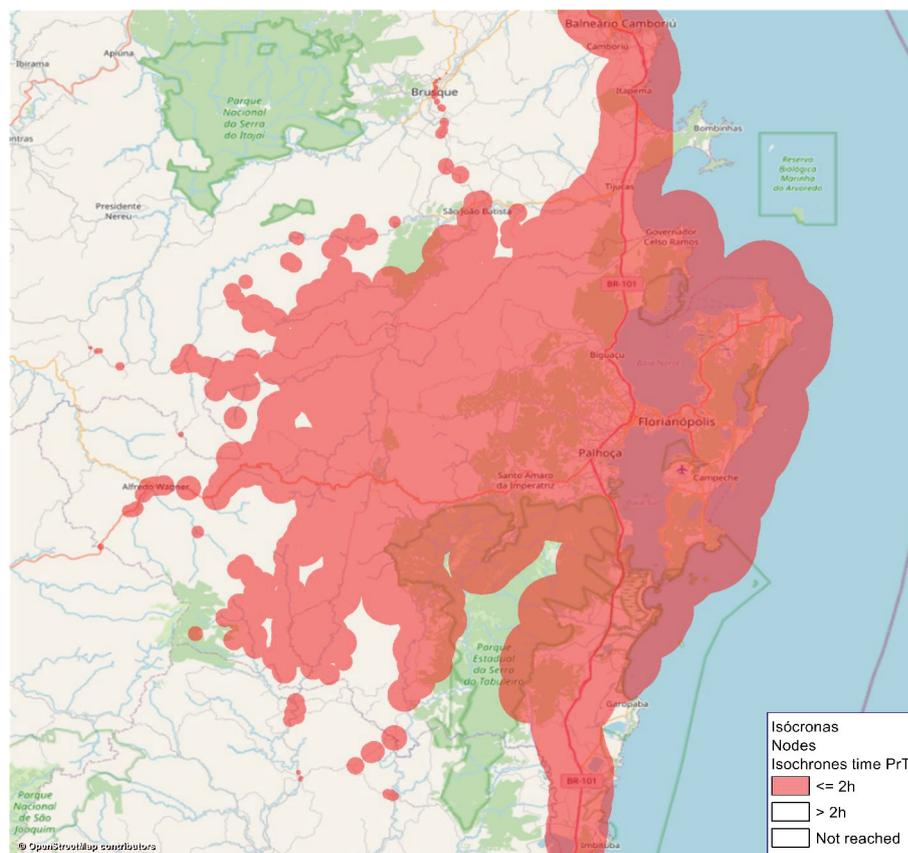 Balneário Camboriú
Camboriú
Apiúna
Ibirama
Itapema
Brusque
Parque
Nacional
da Serra
do Itajaí
Bombinhas
ntras
Reserva
Biológica
Marinha
do Arvoredo
Tijucas
Presidente
Nereu
São João Batista
Governador
Celso Ramos
BR-101
Biguaçu
Baía Norte
Florianópolis
Palhoça
Santo Amaro
da Imperatriz
Campeche
Alfredo Wagner
Parque
Estadual
da Serra
do Tabuleiro
Garopaba
BR-101
Parque
Nacional
de São
Joaquim
Imbituba
Isócronas
Nodes
Isochrones time PrT
<= 2h
> 2h
Not reached
© OpenStreetMap contributors